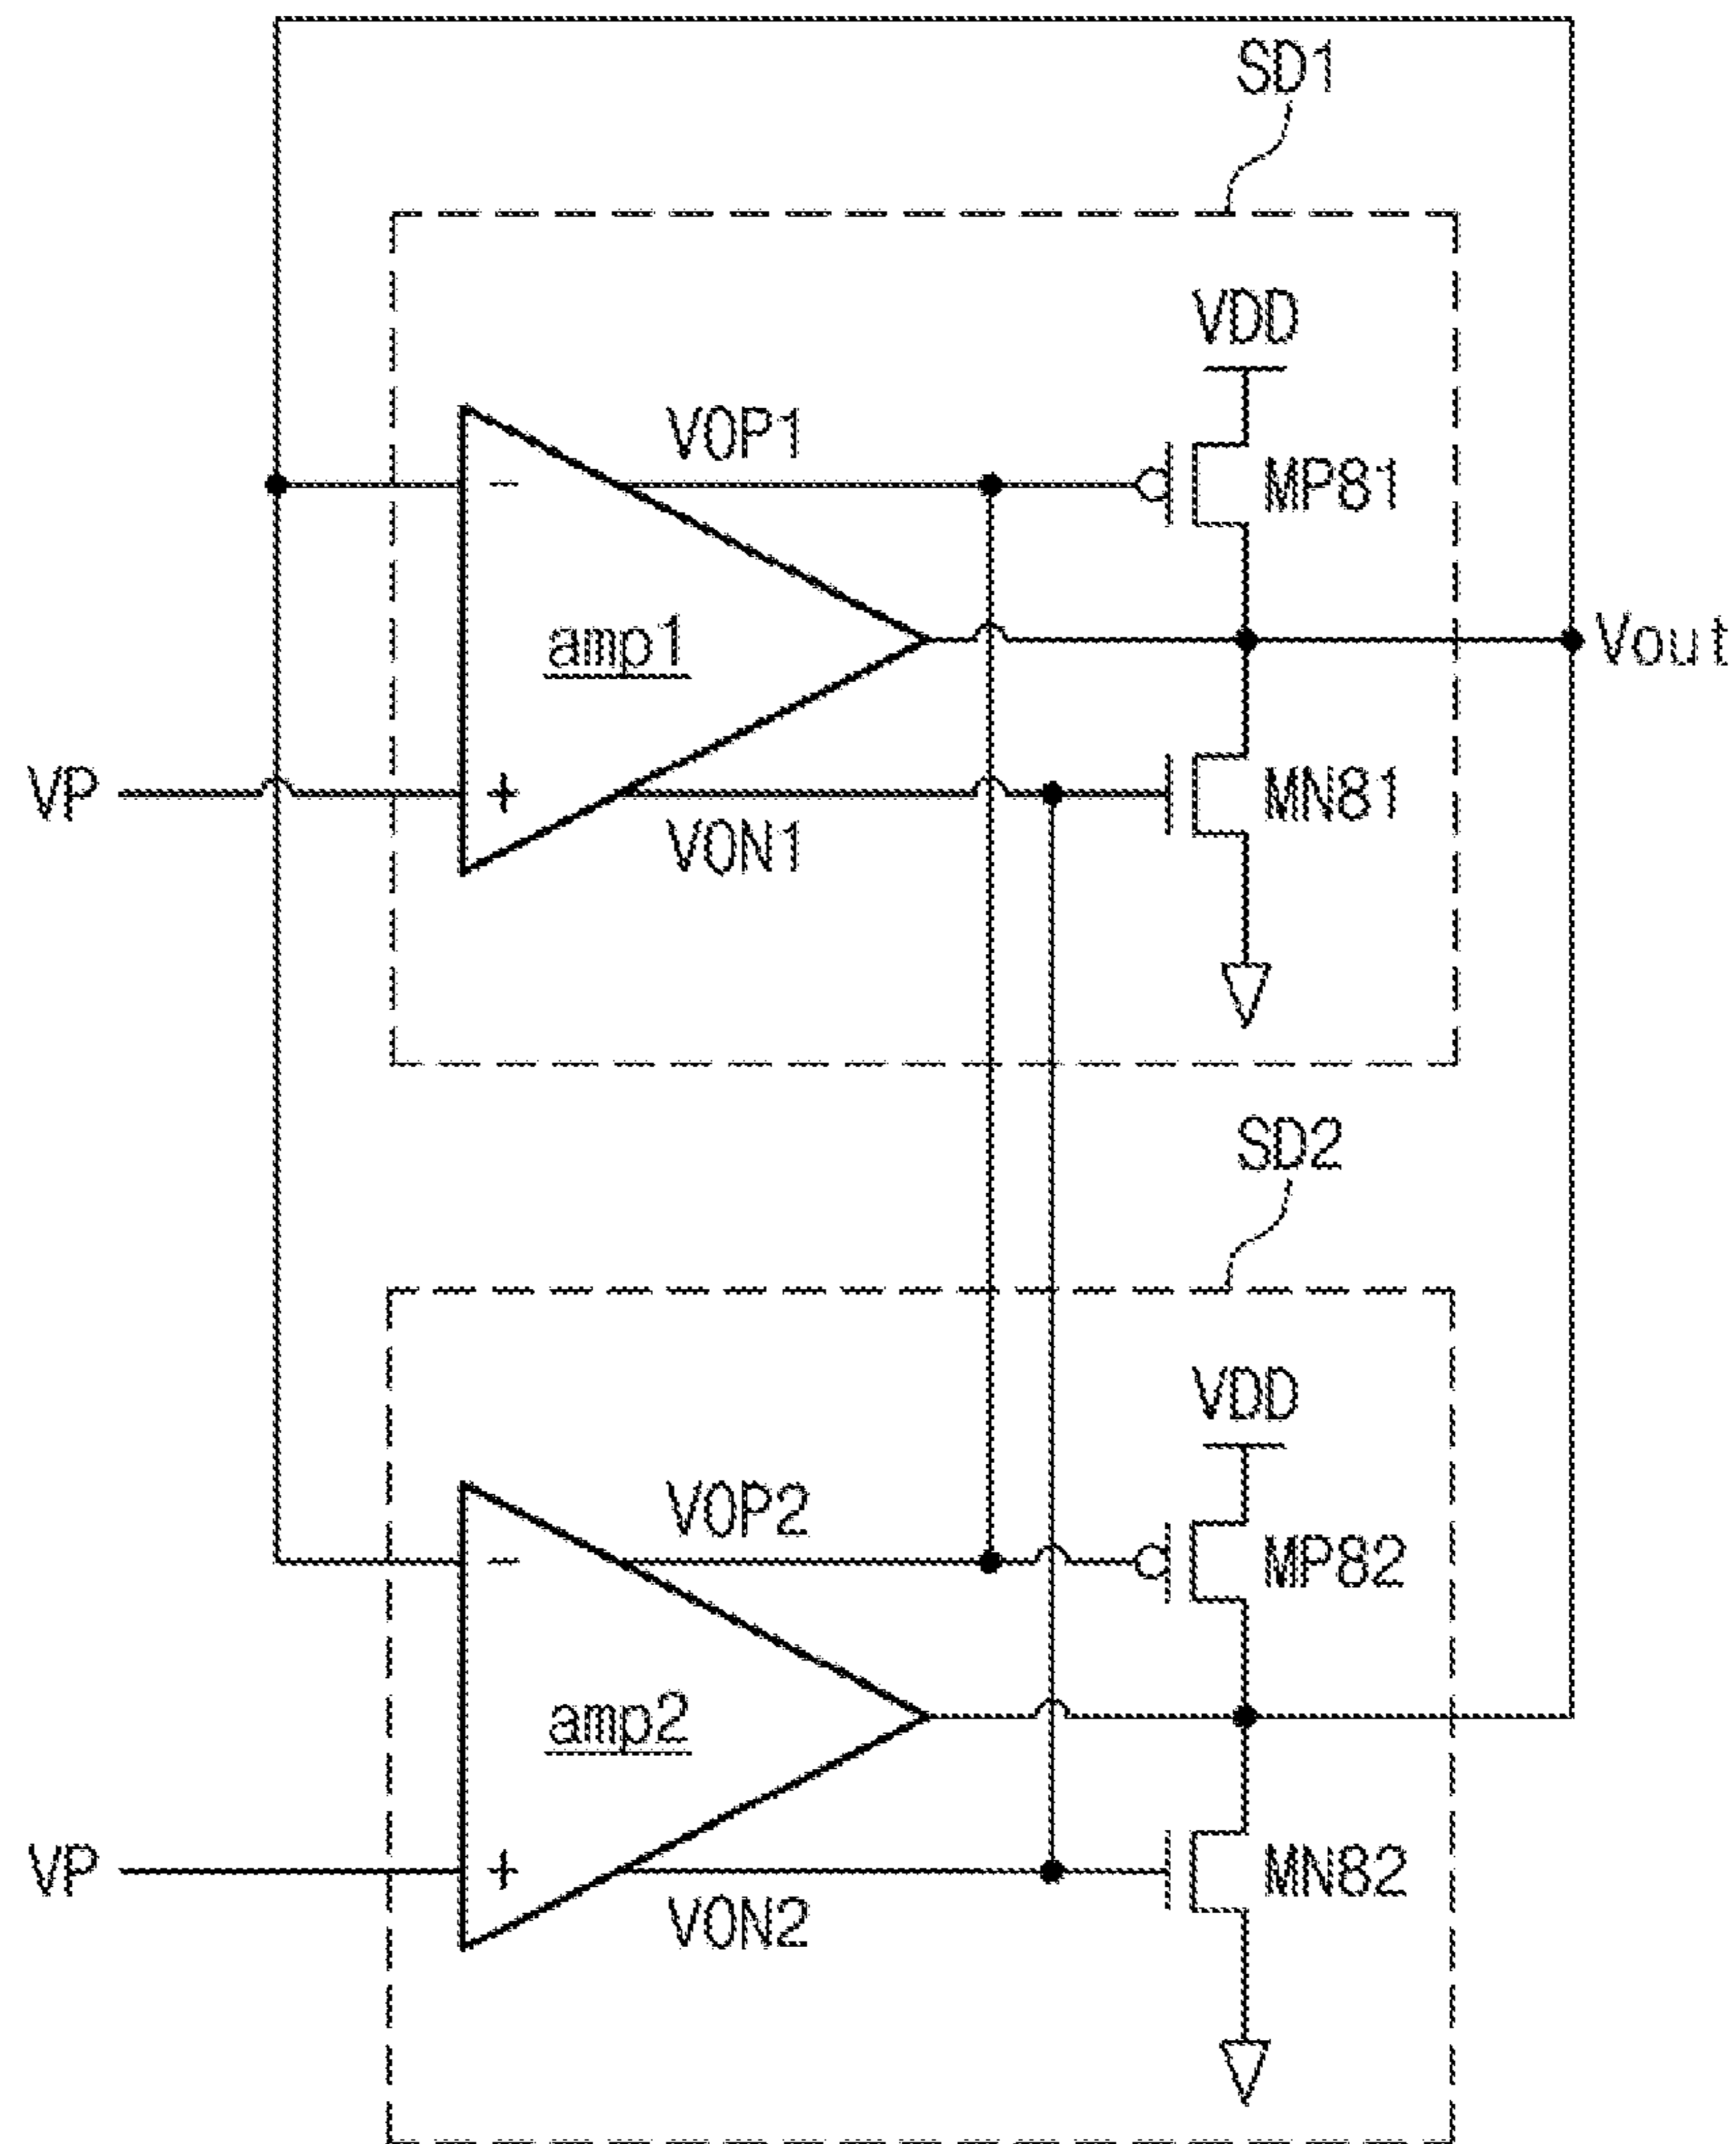 SD1
VDD
VOP1
MP81
-
amp1
Vout
VP
+
MN81
VON1
SD2
VDD
VOP2
MP82
-
amp2
VP
+
MN82
VON2